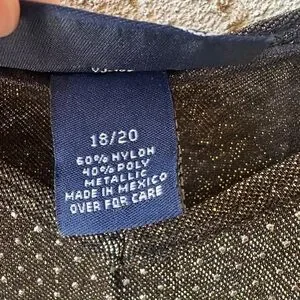 18/20
60% NYLON
40% POLY
METALLIC
MADE IN MEXICO
OVER FOR CARE